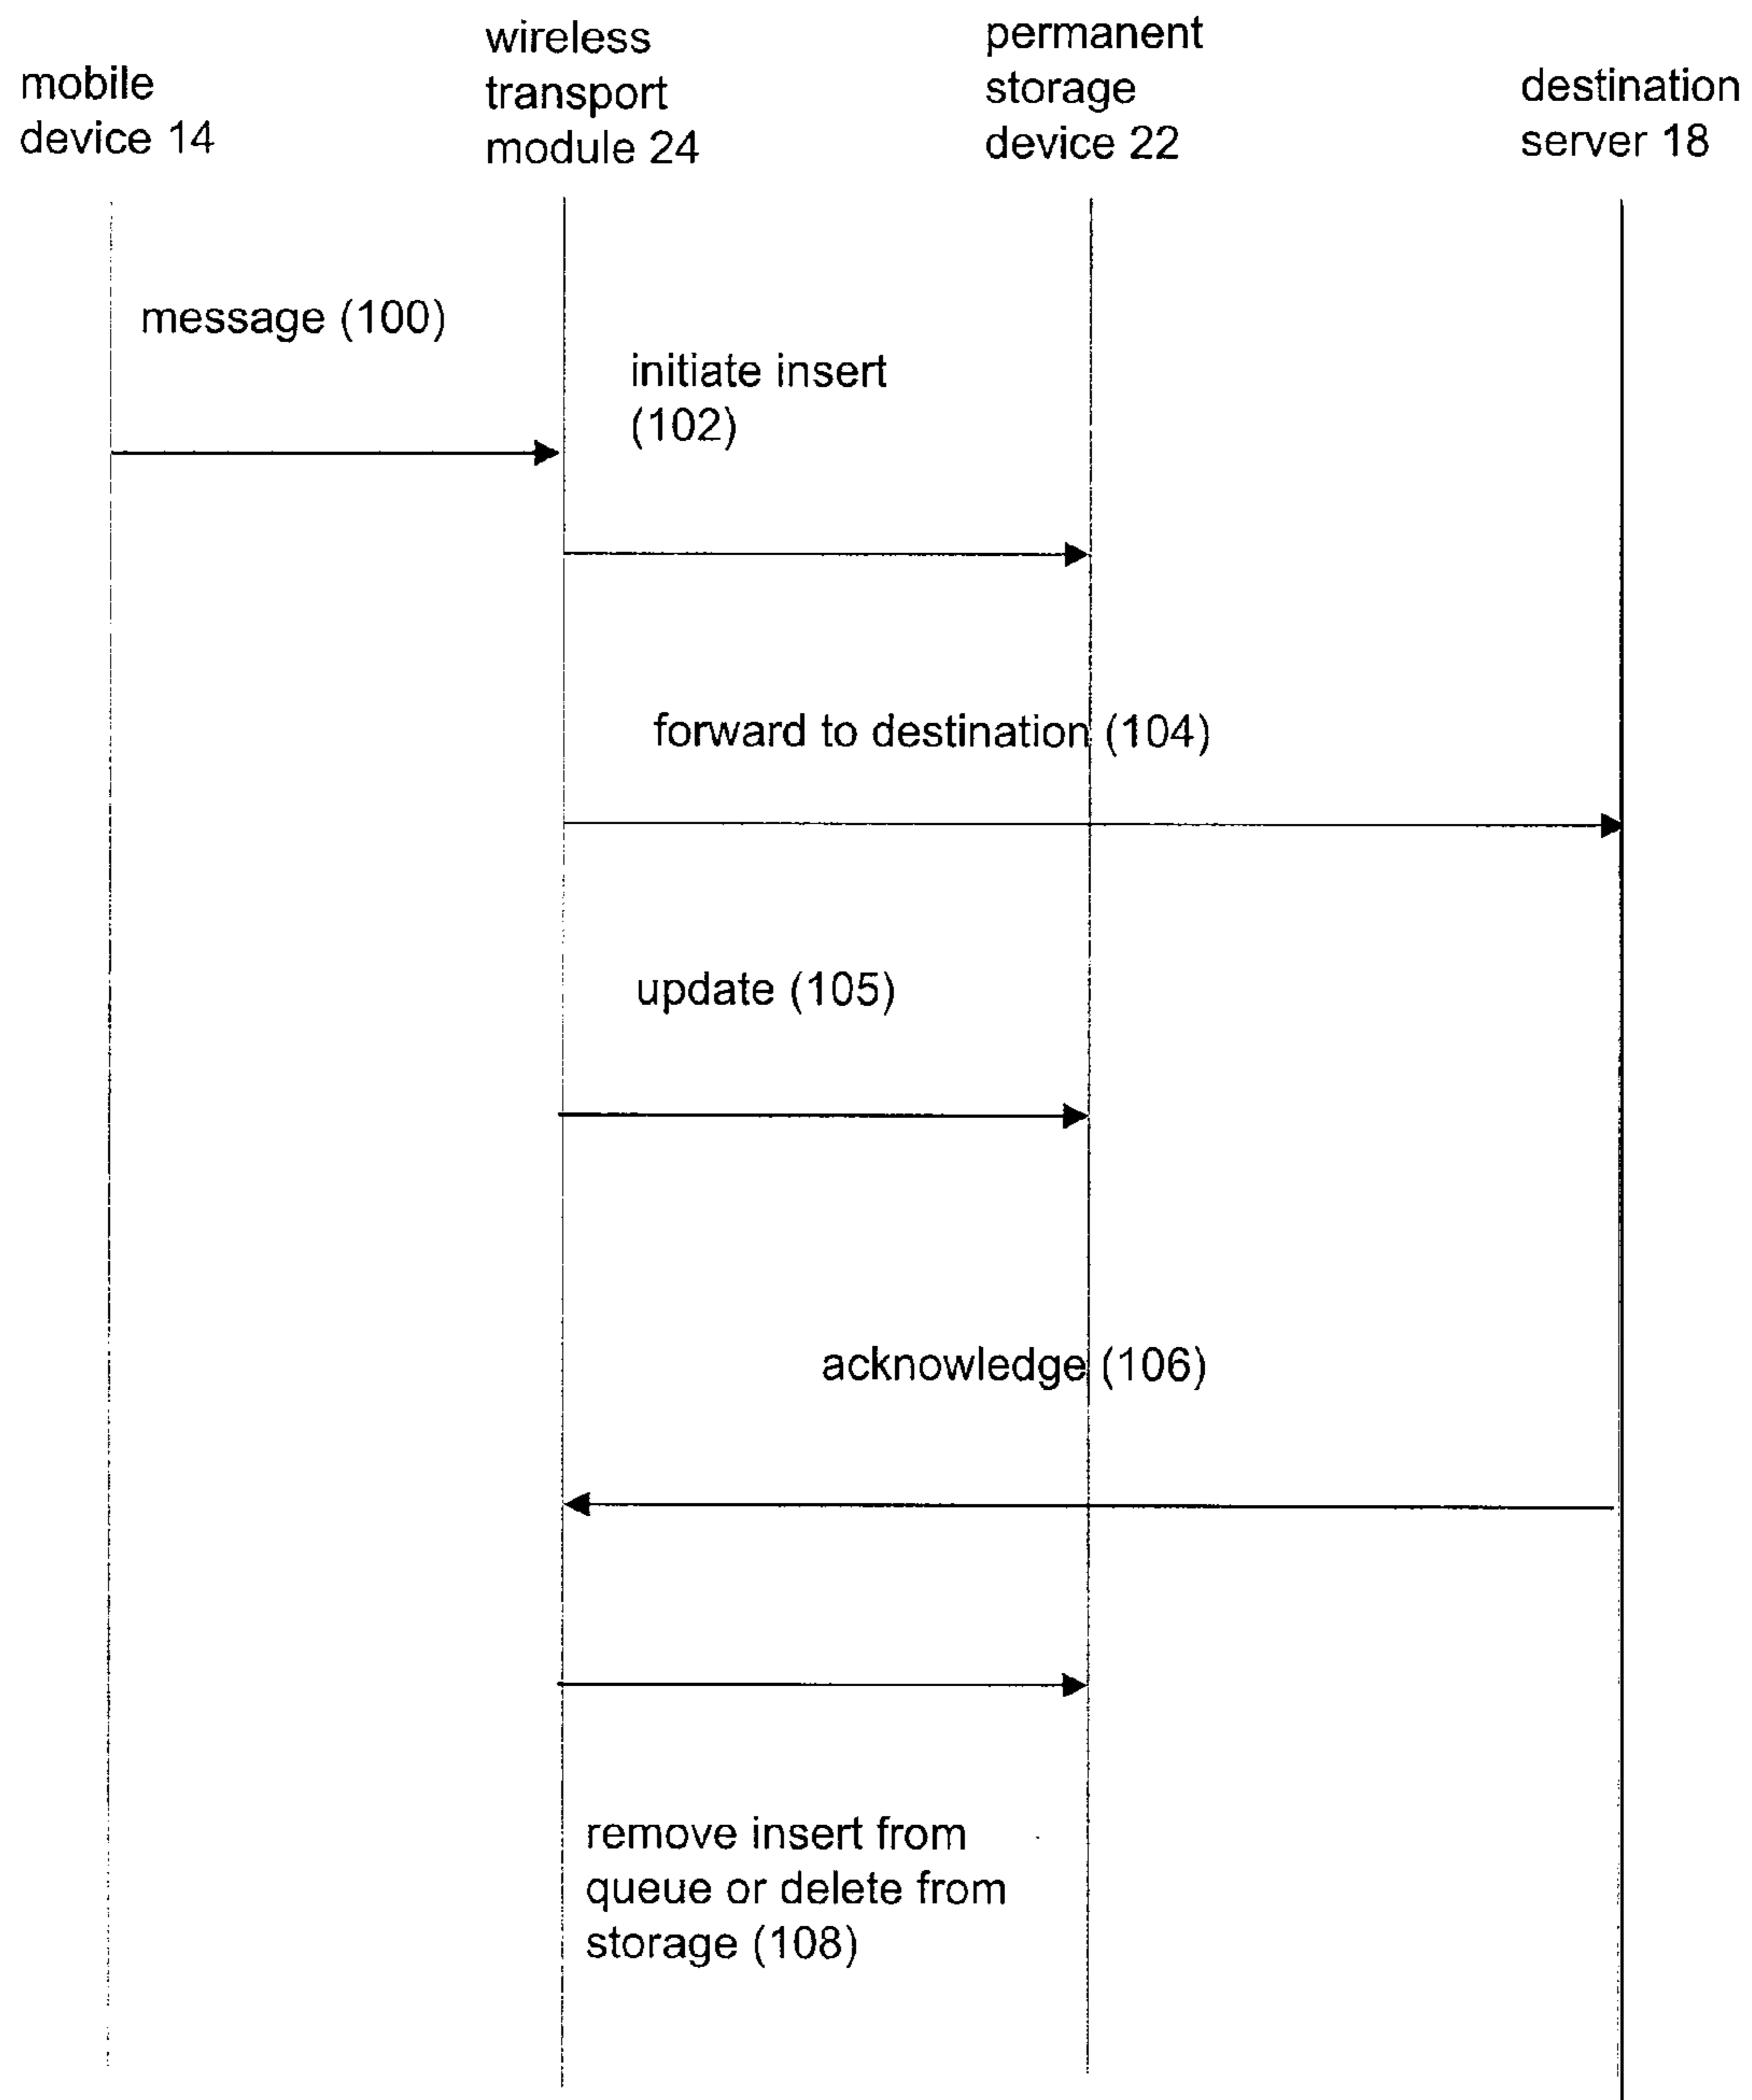 mobile
device 14
wireless
transport
module 24
permanent
storage
device 22
destination
server 18
message (100)
initiate insert
(102)
forward to destination (104)
update (105)
acknowledge (106)
remove insert from
queue or delete from
storage (108)